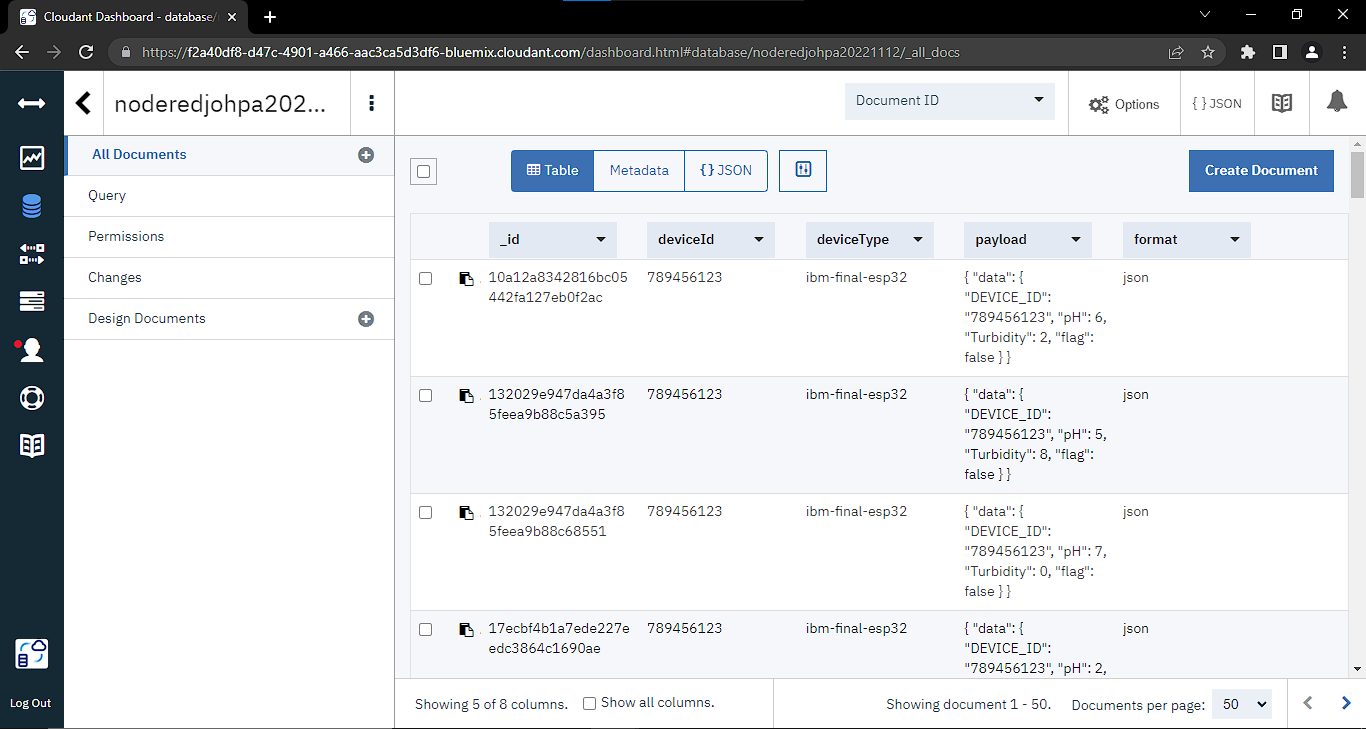 Cloudant Dashboard - database/
https://f2a40df8-d47c-4901-a466-aac3ca5d3df6-bluemix.cloudant.com/dashboard.html#database/noderedjohpa20221112/_all_docs
noderedjohpa202...
Document ID
Options
{ } JSON
All Documents
Query
Permissions
Changes
Design Documents
Table
Metadata
{ } JSON
Create Document
_id deviceId deviceType payload format
10a12a8342816bc05 789456123 ibm-final-esp32 { "data": { json
442fa127eb0f2ac "DEVICE_ID":
"789456123", "pH": 6,
"Turbidity": 2, "flag":
false } }
132029e947da4a3f8 789456123 ibm-final-esp32 { "data": { json
5feea9b88c5a395 "DEVICE_ID":
"789456123", "pH": 5,
"Turbidity": 8, "flag":
false } }
132029e947da4a3f8 789456123 ibm-final-esp32 { "data": { json
5feea9b88c68551 "DEVICE_ID":
"789456123", "pH": 7,
"Turbidity": 0, "flag":
false } }
17ecbf4b1a7ede227e 789456123 ibm-final-esp32 { "data": { json
edc3864c1690ae "DEVICE_ID":
"789456123", "pH": 2,
Log Out
Showing 5 of 8 columns.
Show all columns.
Showing document 1 - 50.
Documents per page: 50